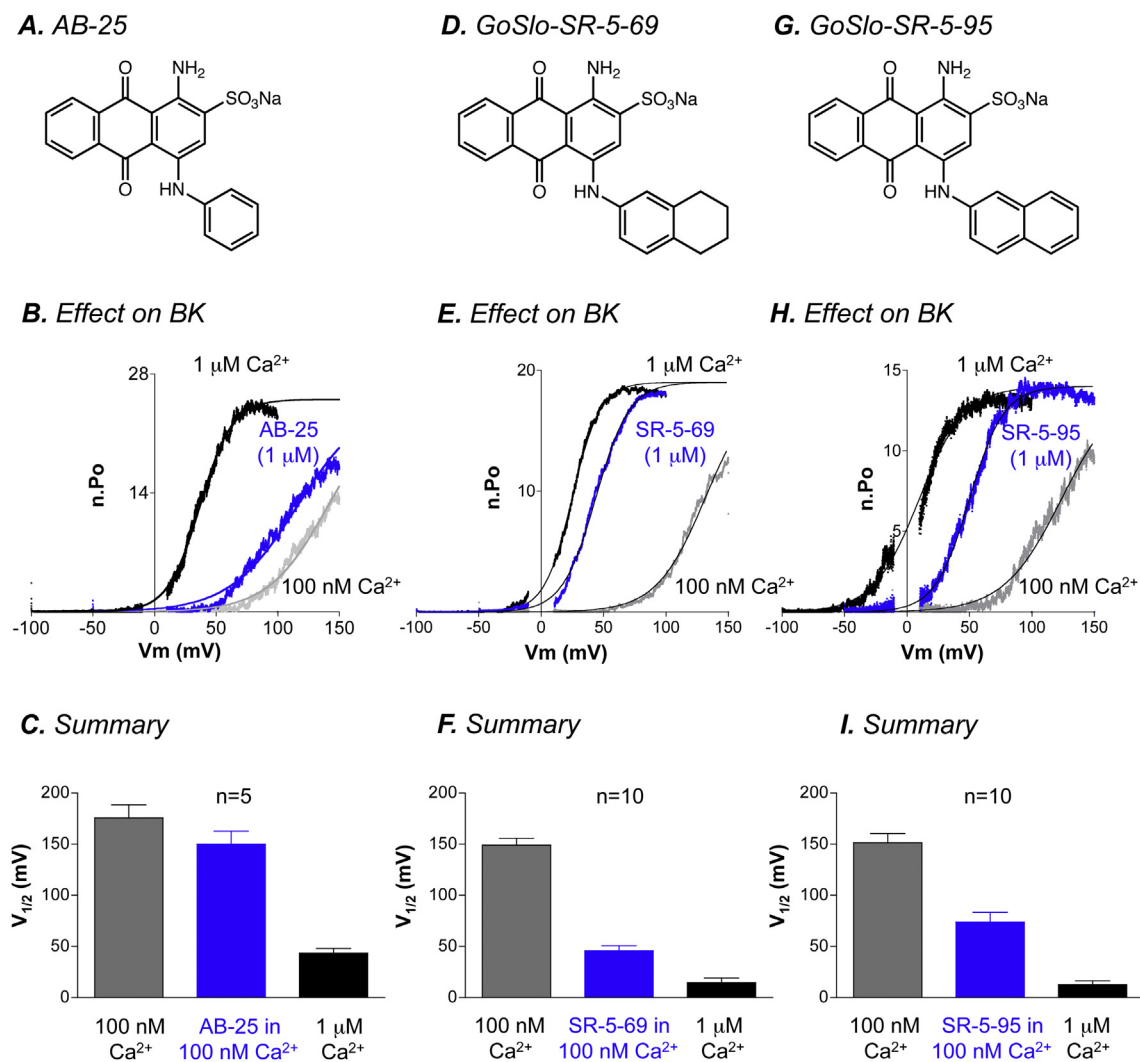 A. AB-25
O
NH2
SO3Na
O
HN
D. GoSlo-SR-5-69
O
NH2
SO3Na
O
HN
G. GoSlo-SR-5-95
O
NH2
SO3Na
O
HN
B. Effect on BK
1 μM Ca2+
28
AB-25
(1 μM)
n.Po
14
100 nM Ca2+
-100 -50 0 50 100 150
Vm (mV)
E. Effect on BK
20
1 μM Ca2+
SR-5-69
(1 μM)
n.Po
10
100 nM Ca2+
-100 -50 0 50 100 150
Vm (mV)
H. Effect on BK
15
1 μM Ca2+
SR-5-95
(1 μM)
n.Po
10
5
100 nM Ca2+
-100 -50 0 50 100 150
Vm (mV)
C. Summary
200
n=5
150
V1/2 (mV)
100
50
0
100 nM AB-25 in 1 μM
Ca2+ 100 nM Ca2+ Ca2+
F. Summary
200
n=10
150
V1/2 (mV)
100
50
0
100 nM SR-5-69 in 1 μM
Ca2+ 100 nM Ca2+ Ca2+
I. Summary
200
n=10
150
V1/2 (mV)
100
50
0
100 nM SR-5-95 in 1 μM
Ca2+ 100 nM Ca2+ Ca2+